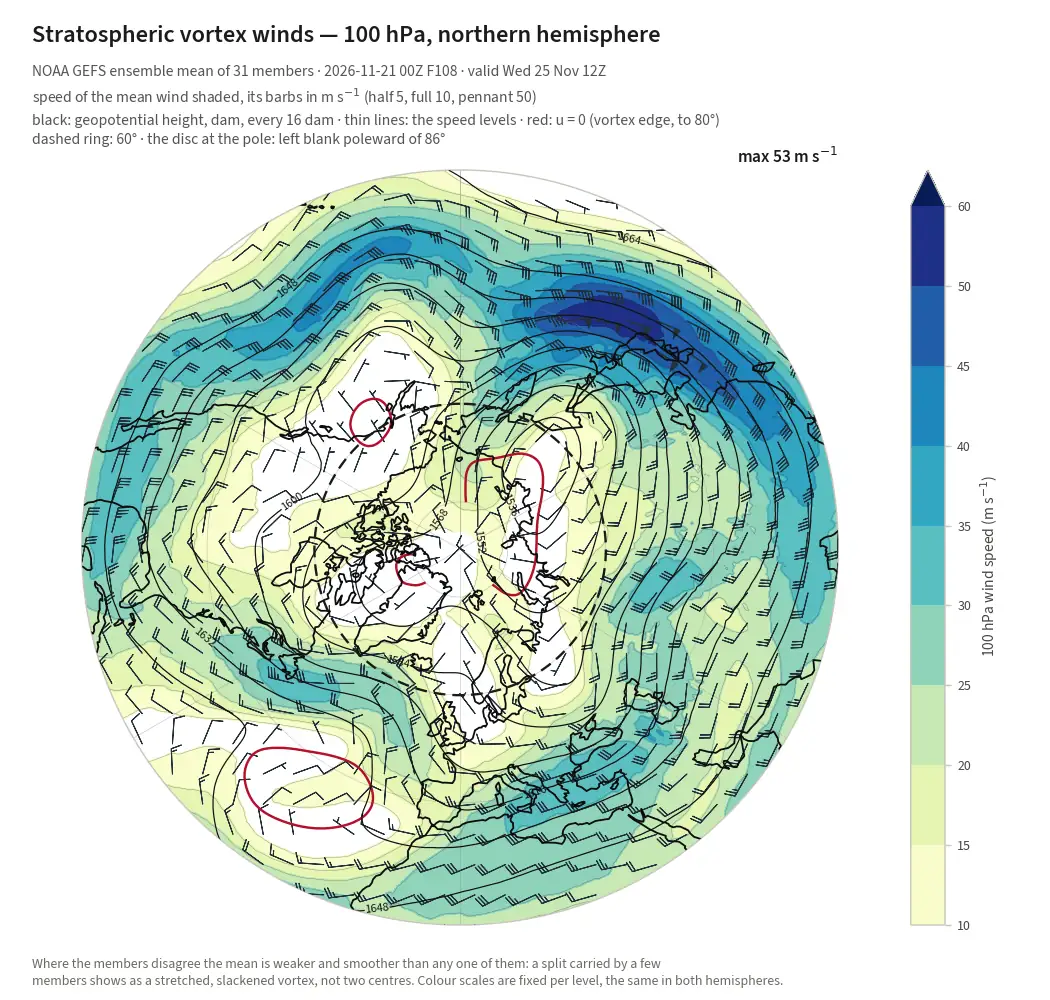 Stratospheric vortex winds — 100 hPa, northern hemisphere
NOAA GEFS ensemble mean of 31 members · 2026-11-21 00Z F108 · valid Wed 25 Nov 12Z
speed of the mean wind shaded, its barbs in m s⁻¹ (half 5, full 10, pennant 50)
black: geopotential height, dam, every 16 dam · thin lines: the speed levels · red: u = 0 (vortex edge, to 80°)
dashed ring: 60° · the disc at the pole: left blank poleward of 86°
max 53 m s⁻¹
1664
1648
1600
1568
1536
1552
1648
60
50
45
40
35
30
25
20
15
10
100 hPa wind speed (m s⁻¹)
Where the members disagree the mean is weaker and smoother than any one of them: a split carried by a few
members shows as a stretched, slackened vortex, not two centres. Colour scales are fixed per level, the same in both hemispheres.